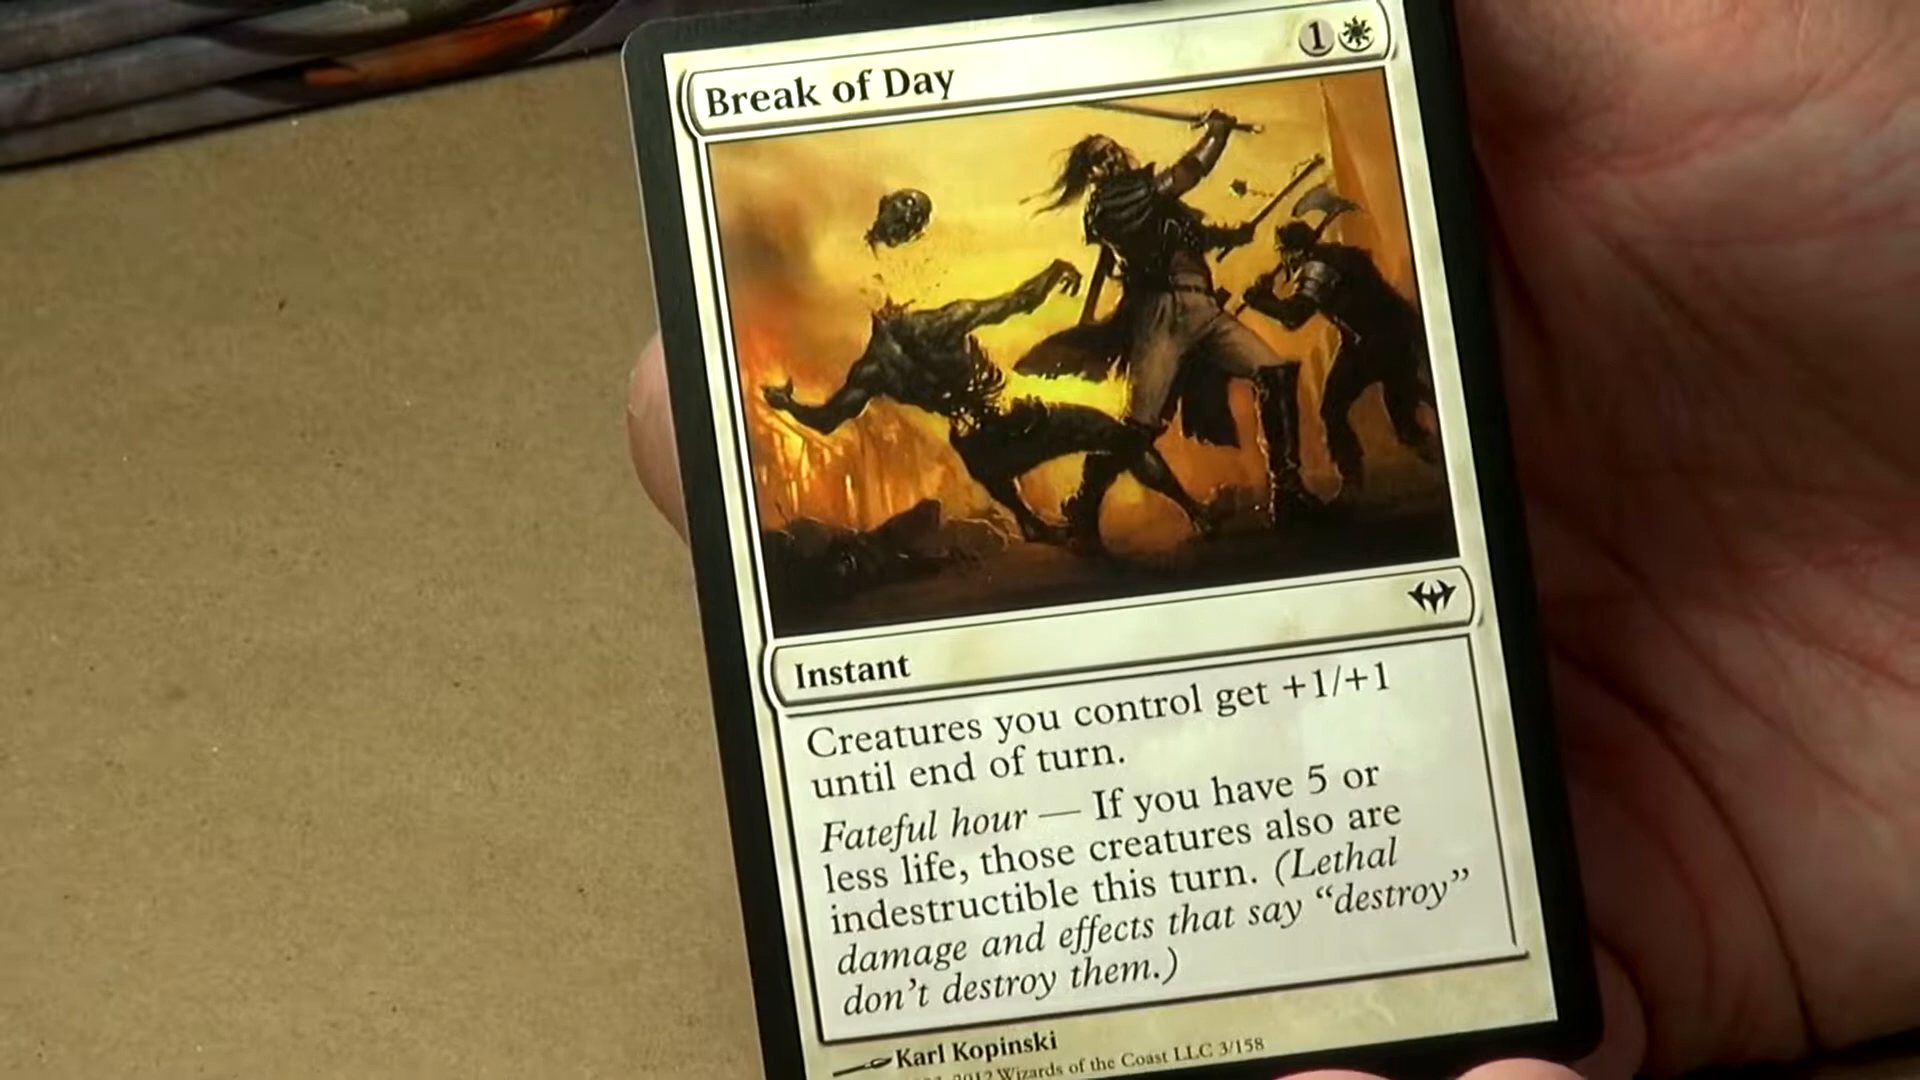 Break of Day
1
Instant
Creatures you control get +1/+1
until end of turn.
Fateful hour — If you have 5 or
less life, those creatures also are
indestructible this turn. (Lethal
damage and effects that say “destroy”
don’t destroy them.)
Karl Kopinski
2012 Wizards of the Coast LLC 3/158